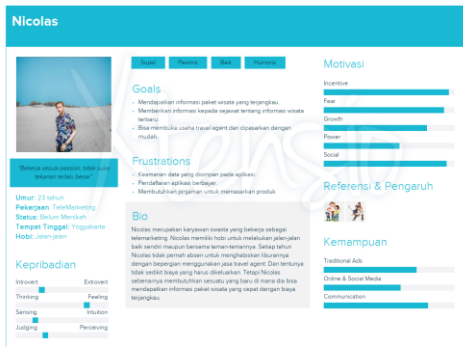 Nicolas
"Bekerja sesuai passion, tidak suka
tekanan terlalu besar."
Umur: 23 tahun
Pekerjaan: TeleMarketing
Status: Belum Menikah
Tempat Tinggal: Yogyakarta
Hobi: Jalan-jalan
Kepribadian
Introvert Extrovert
Thinking Feeling
Sensing Intuition
Judging Perceiving
Super Pesimis Baik Humoris
Goals
- Mendapatkan informasi paket wisata yang terjangkau.
- Memberikan informasi kepada sejawat tentang informasi wisata
terbaru
- Bisa membuka usaha travel agent dan dipasarkan dengan
mudah.
Frustrations
- Keamanan data yang disimpan pada aplikasi.
- Pendaftaran aplikasi berbayar.
- Membutuhkan pinjaman untuk memasarkan produk
Bio
Nicolas merupakan karyawan swasta yang bekerja sebagai
telemarketing. Nicolas memiliki hobi untuk melakukan jalan-jalan
baik sendiri maupun bersama teman-temannya. Setiap tahun
Nicolas tidak pernah absen untuk menghabiskan liburannya
dengan bepergian menggunakan jasa travel agent. Dan tentunya
tidak sedikit biaya yang harus dikeluarkan. Tetapi Nicolas
sebenarnya membutuhkan sesuatu yang baru di mana dia bisa
mendapatkan informasi paket wisata yang cepat dengan biaya
terjangkau
Motivasi
Incentive
Fear
Growth
Power
Social
Referensi & Pengaruh
Kemampuan
Traditional Ads
Online & Social Media
Communication
Xtensio